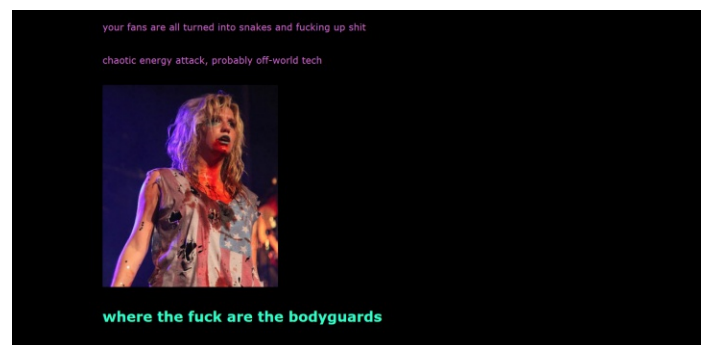 your fans are all turned into snakes and fucking up shit
chaotic energy attack, probably off-world tech
where the fuck are the bodyguards